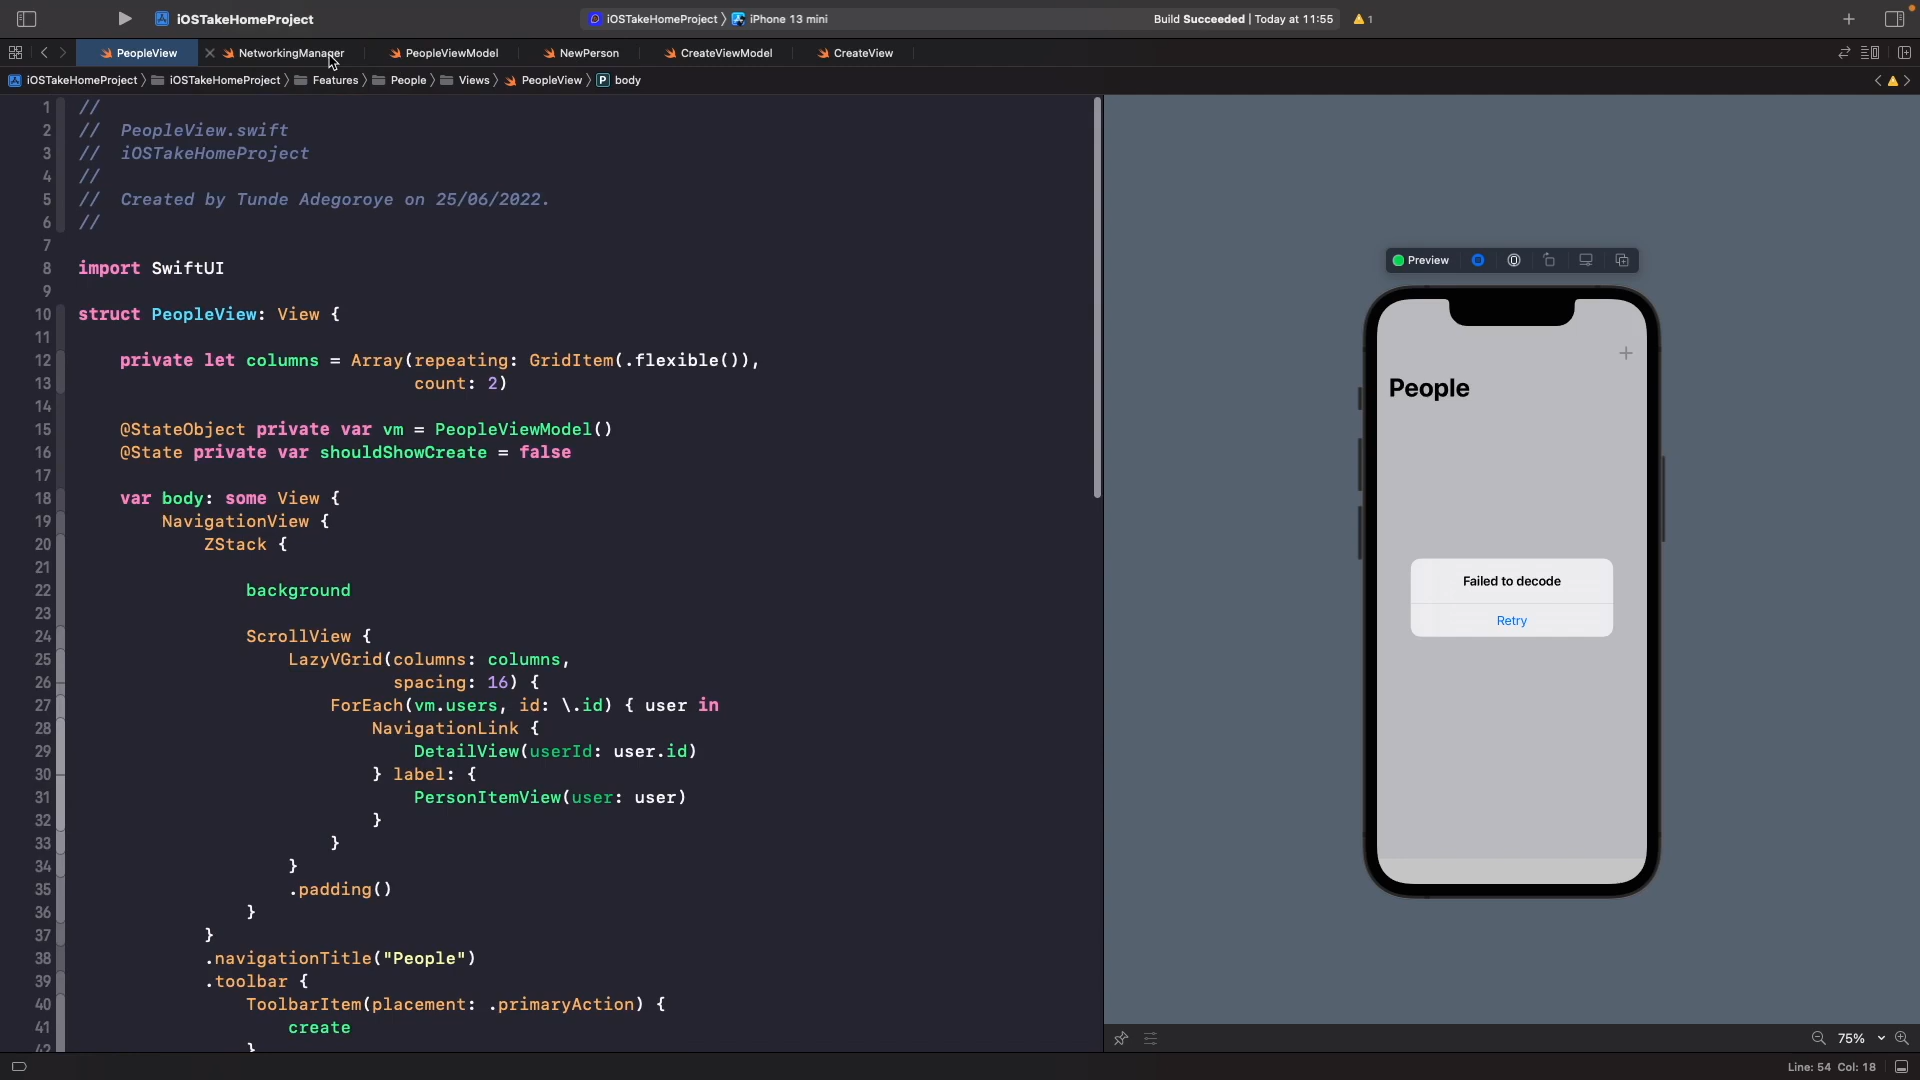 iOSTakeHomeProject
iOSTakeHomeProject 〉 iPhone 13 mini
Build Succeeded | Today at 11:55
1
PeopleView
NetworkingManager
PeopleViewModel
NewPerson
CreateViewModel
CreateView
iOSTakeHomeProject 〉 iOSTakeHomeProject 〉 Features 〉 People 〉 Views 〉 PeopleView 〉 P body
1 //
2 //  PeopleView.swift
3 //  iOSTakeHomeProject
4 //
5 //  Created by Tunde Adegoroye on 25/06/2022.
6 //
7
8 import SwiftUI
9
10 struct PeopleView: View {
11
12     private let columns = Array(repeating: GridItem(.flexible()),
13                                 count: 2)
14
15     @StateObject private var vm = PeopleViewModel()
16     @State private var shouldShowCreate = false
17
18     var body: some View {
19         NavigationView {
20             ZStack {
21
22                 background
23
24                 ScrollView {
25                     LazyVGrid(columns: columns,
26                               spacing: 16) {
27                         ForEach(vm.users, id: \.id) { user in
28                             NavigationLink {
29                                 DetailView(userId: user.id)
30                             } label: {
31                                 PersonItemView(user: user)
32                             }
33                         }
34                     }
35                     .padding()
36                 }
37             }
38             .navigationTitle("People")
39             .toolbar {
40                 ToolbarItem(placement: .primaryAction) {
41                     create
42                 }
Preview
People
Failed to decode
Retry
75%
Line: 54 Col: 18